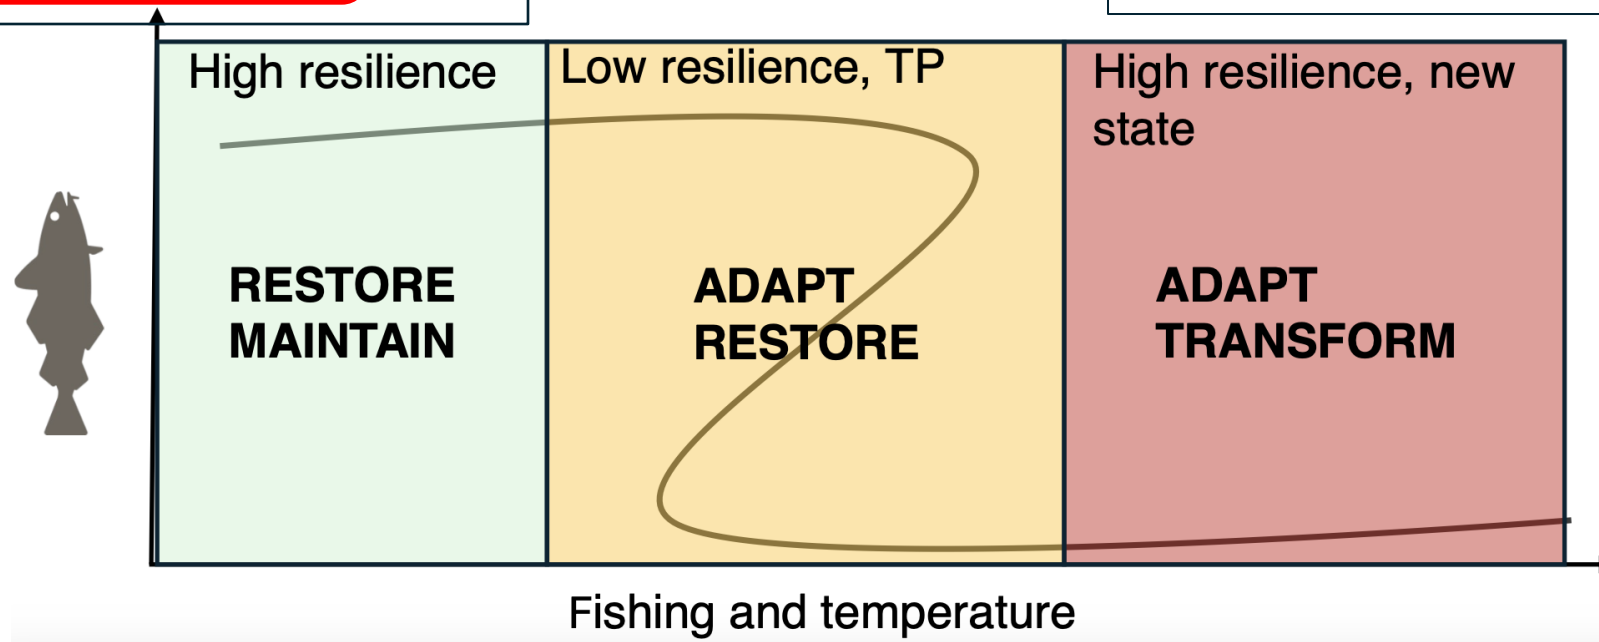 High resilience
Low resilience, TP
High resilience, new
state
RESTORE
MAINTAIN
ADAPT
RESTORE
ADAPT
TRANSFORM
Fishing and temperature